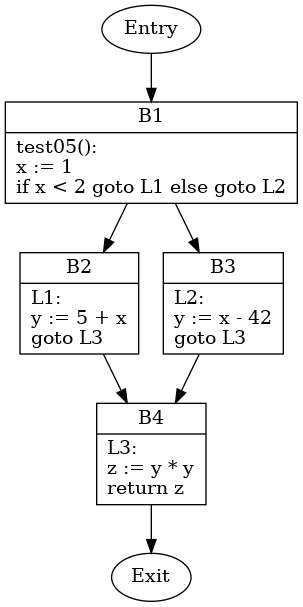 Entry
B1
test05():
x := 1
if x < 2 goto L1 else goto L2
B2
L1:
y := 5 + x
goto L3
B3
L2:
y := x - 42
goto L3
B4
L3:
z := y * y
return z
Exit